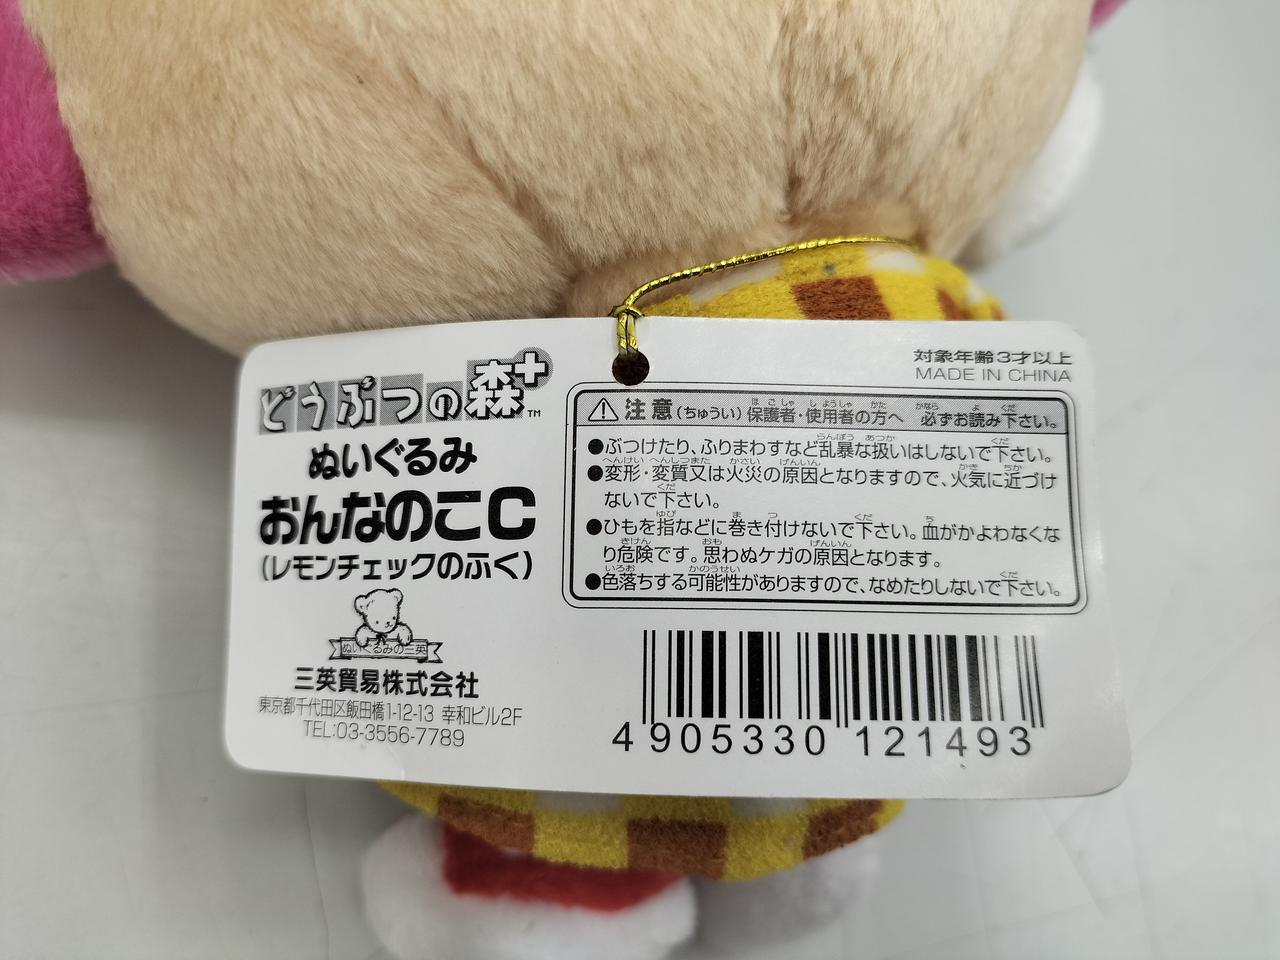 どうぶつの森+™
ぬいぐるみ
おんなのこC
(レモンチェックのふく)
ぬいぐるみの三英
三英貿易株式会社
東京都千代田区飯田橋1-12-13 幸和ビル2F
TEL:03-3556-7789
対象年齢3才以上
MADE IN CHINA
注意(ちゅうい)保護者・使用者の方へ 必ずお読み下さい。
●ぶつけたり、ふりまわすなど乱暴な扱いはしないで下さい。
●変形・変質又は火災の原因となりますので、火気に近づけ
ないで下さい。
●ひもを指などに巻き付けないで下さい。血がかよわなくな
り危険です。思わぬケガの原因となります。
●色落ちする可能性がありますので、なめたりしないで下さい。
4 905330 121493